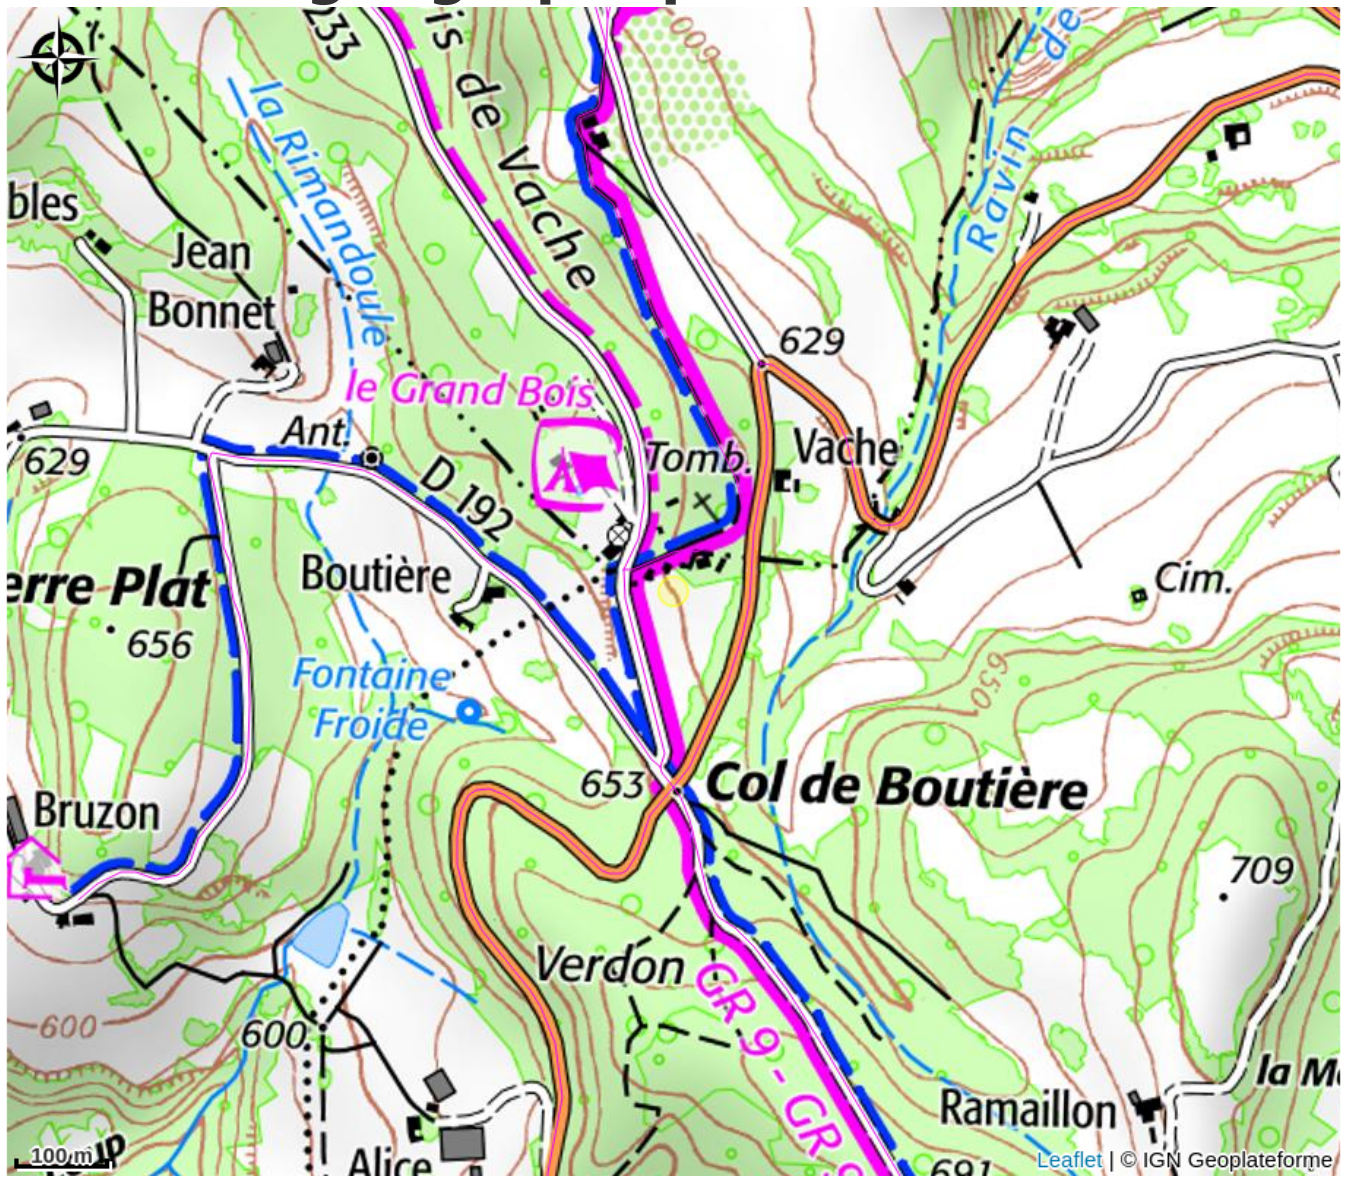 233
is de Vache
la Rimandoule
600
Ravin de
bles
Jean
Bonnet
629
le Grand Bois
Ant.
Tomb.
Vache
629
D 192
Boutière
Cim.
erre Plat
656
Fontaine
Froide
650
653
Col de Boutière
Bruzon
709
Verdon
GR 9 - GR 9
600
600
la Mo
Ramaillon
Alice
691
100 m
Leaflet | © IGN Geoplateforme